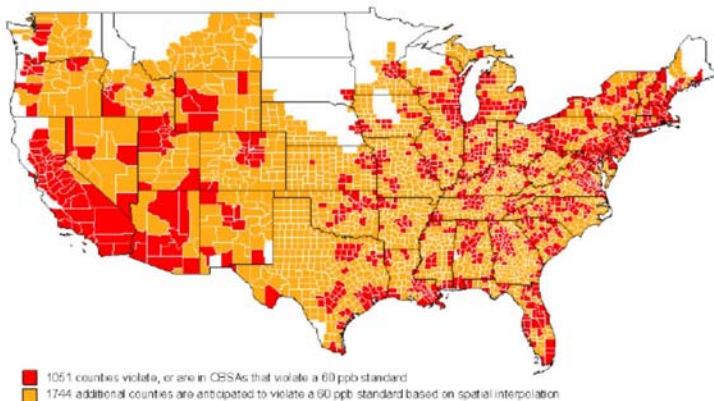 1051 counties violate, or are in CBSAs that violate a 60 ppb standard
1744 additional counties are anticipated to violate a 60 ppb standard based on spatial interpolation